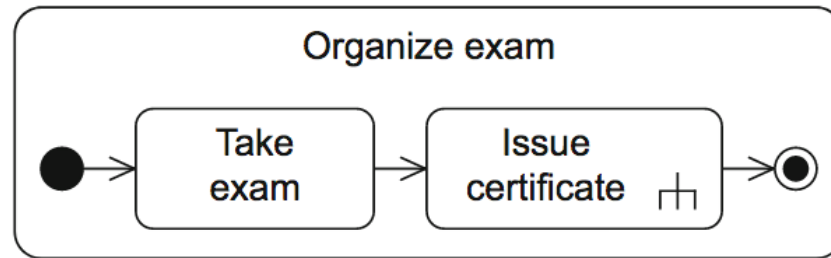 Organize exam
Take
exam
Issue
certificate